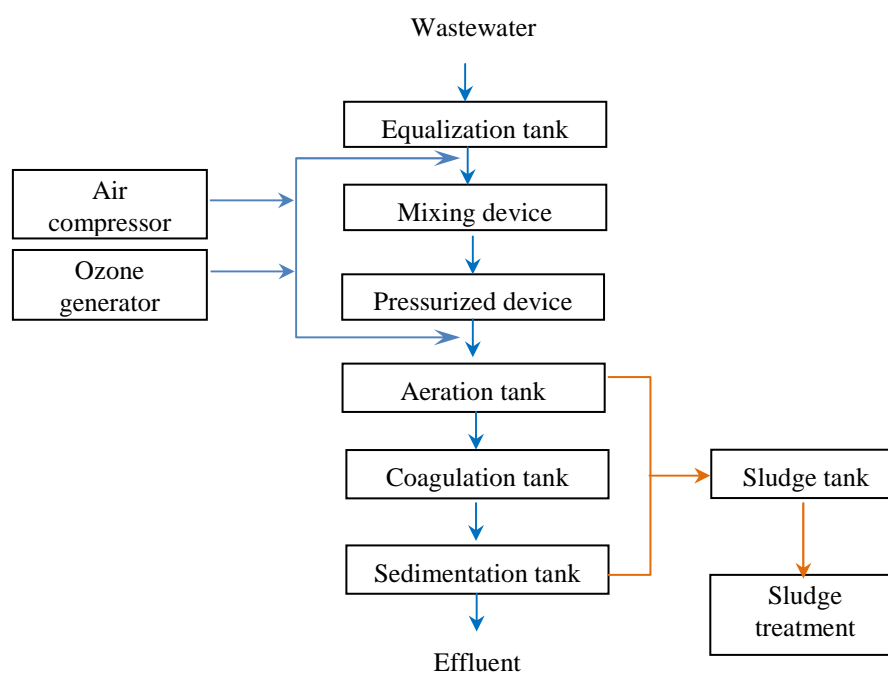 Wastewater
Equalization tank
Air
compressor
Mixing device
Ozone
generator
Pressurized device
Aeration tank
Coagulation tank
Sludge tank
Sedimentation tank
Sludge
treatment
Effluent